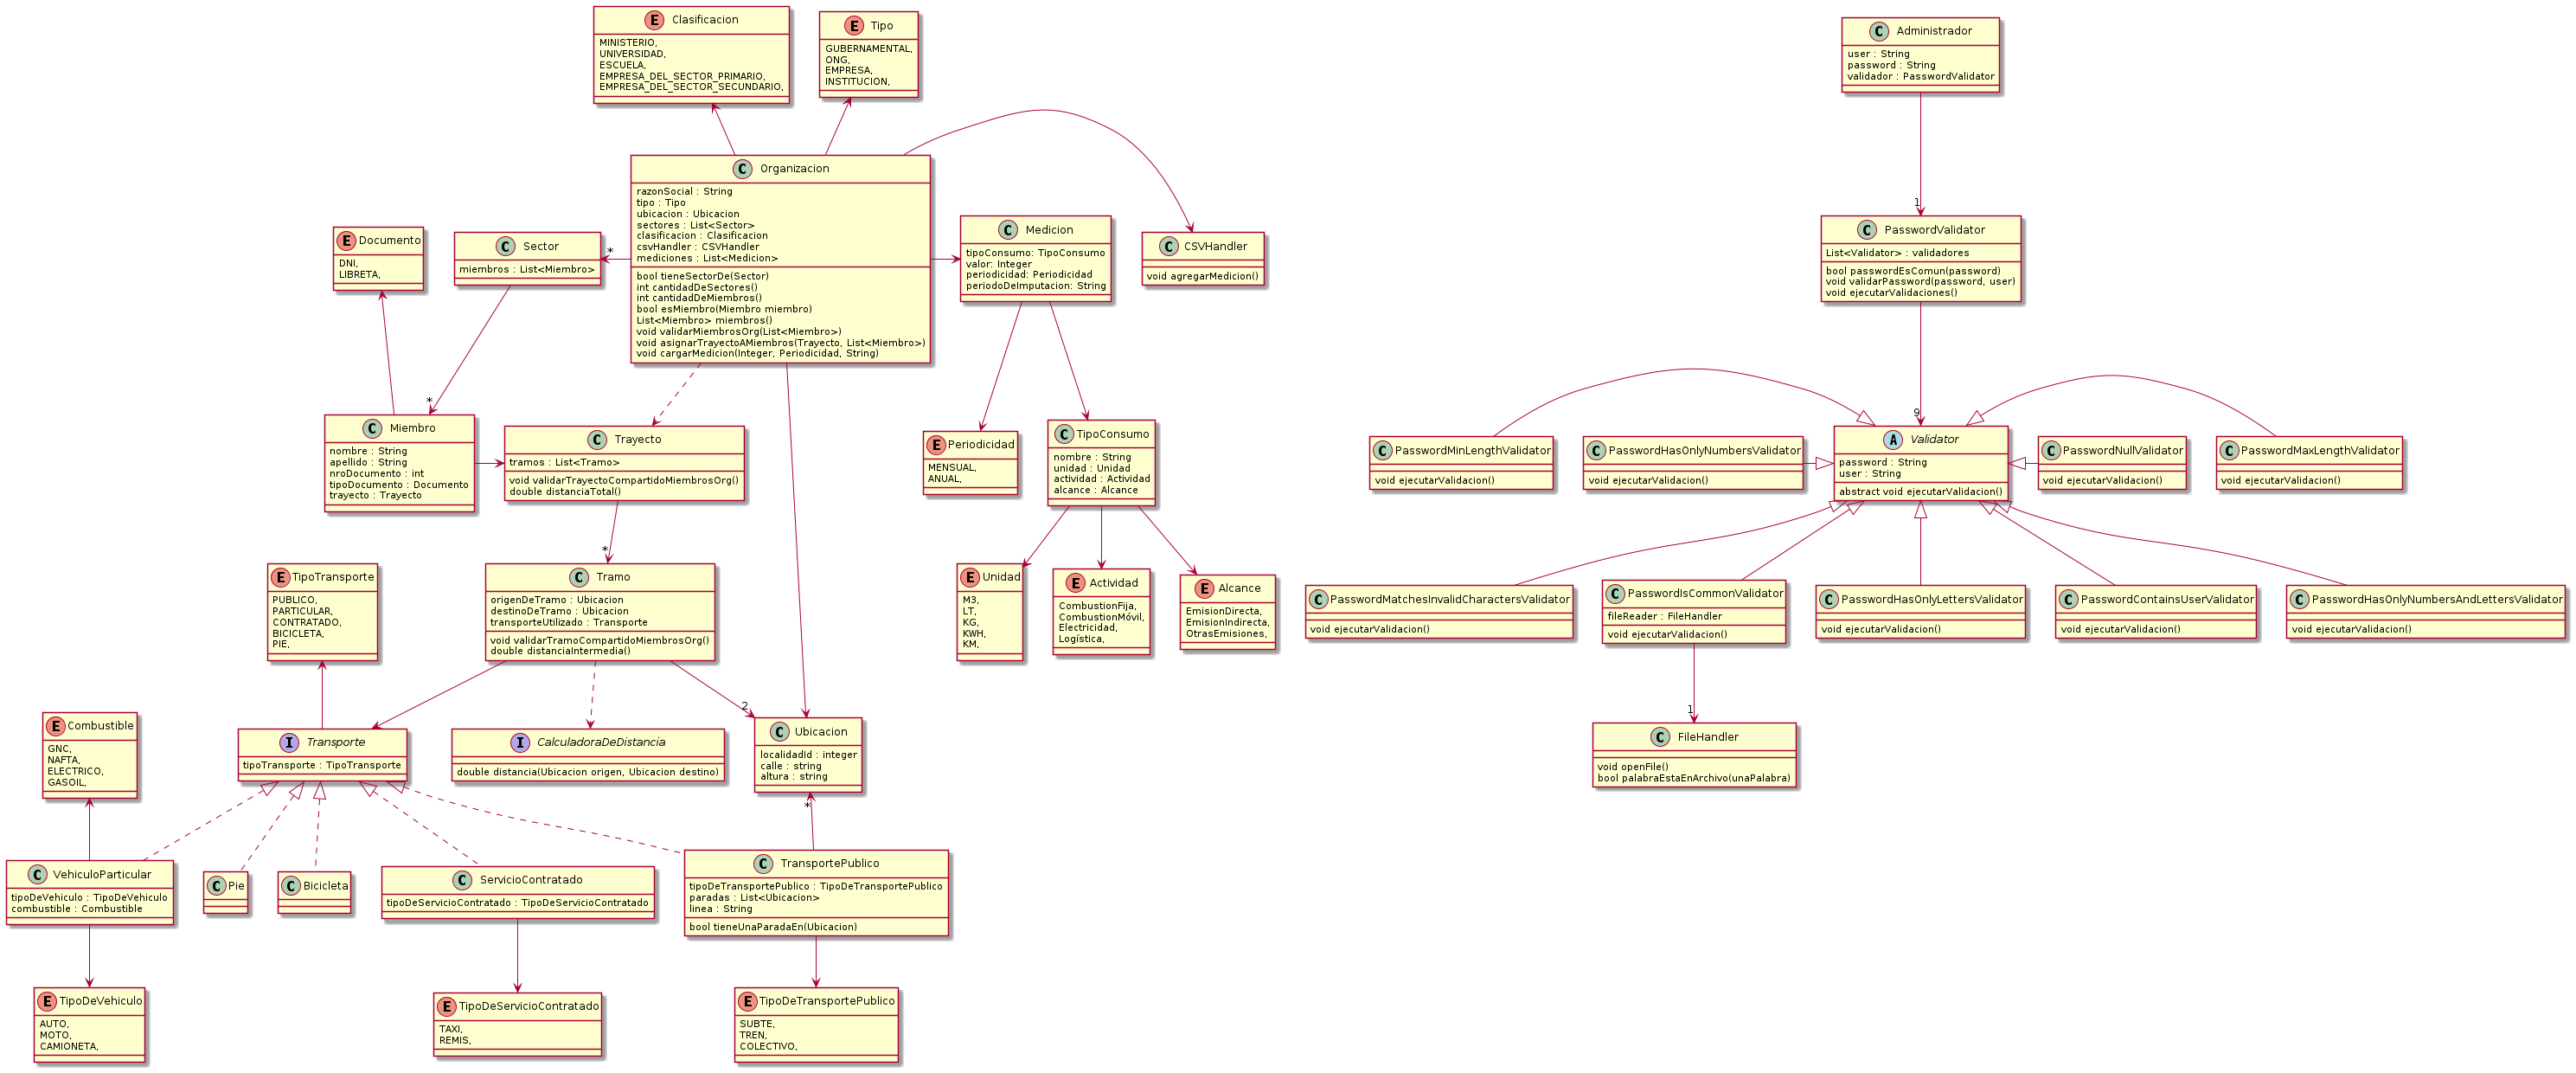 E Clasificacion
MINISTERIO,
UNIVERSIDAD,
ESCUELA,
EMPRESA_DEL_SECTOR_PRIMARIO,
EMPRESA_DEL_SECTOR_SECUNDARIO,
E Tipo
GUBERNAMENTAL,
ONG,
EMPRESA,
INSTITUCION,
C Administrador
user : String
password : String
validador : PasswordValidator
C Organizacion
razonSocial : String
tipo : Tipo
ubicacion : Ubicacion
sectores : List<Sector>
clasificacion : Clasificacion
csvHandler : CSVHandler
mediciones : List<Medicion>
bool tieneSectorDe(Sector)
int cantidadDeSectores()
int cantidadDeMiembros()
bool esMiembro(Miembro miembro)
List<Miembro> miembros()
void validarMiembrosOrg(List<Miembro>)
void asignarTrayectoAMiembros(Trayecto, List<Miembro>)
void cargarMedicion(Integer, Periodicidad, String)
E Documento
DNI,
LIBRETA,
C Sector
miembros : List<Miembro>
*
C Medicion
tipoConsumo: TipoConsumo
valor: Integer
periodicidad: Periodicidad
periodoDeImputacion: String
C CSVHandler
void agregarMedicion()
1
C PasswordValidator
List<Validator> : validadores
bool passwordEsComun(password)
void validarPassword(password, user)
void ejecutarValidaciones()
*
C Miembro
nombre : String
apellido : String
nroDocumento : int
tipoDocumento : Documento
trayecto : Trayecto
C Trayecto
tramos : List<Tramo>
void validarTrayectoCompartidoMiembrosOrg()
double distanciaTotal()
E Periodicidad
MENSUAL,
ANUAL,
C TipoConsumo
nombre : String
unidad : Unidad
actividad : Actividad
alcance : Alcance
C PasswordMinLengthValidator
void ejecutarValidacion()
C PasswordHasOnlyNumbersValidator
void ejecutarValidacion()
9
A Validator
password : String
user : String
abstract void ejecutarValidacion()
C PasswordNullValidator
void ejecutarValidacion()
C PasswordMaxLengthValidator
void ejecutarValidacion()
*
E TipoTransporte
PUBLICO,
PARTICULAR,
CONTRATADO,
BICICLETA,
PIE,
C Tramo
origenDeTramo : Ubicacion
destinoDeTramo : Ubicacion
transporteUtilizado : Transporte
void validarTramoCompartidoMiembrosOrg()
double distanciaIntermedia()
E Unidad
M3,
LT,
KG,
KWH,
KM,
E Actividad
CombustionFija,
CombustionMóvil,
Electricidad,
Logística,
E Alcance
EmisionDirecta,
EmisionIndirecta,
OtrasEmisiones,
C PasswordMatchesInvalidCharactersValidator
void ejecutarValidacion()
C PasswordIsCommonValidator
fileReader : FileHandler
void ejecutarValidacion()
C PasswordHasOnlyLettersValidator
void ejecutarValidacion()
C PasswordContainsUserValidator
void ejecutarValidacion()
C PasswordHasOnlyNumbersAndLettersValidator
void ejecutarValidacion()
E Combustible
GNC,
NAFTA,
ELECTRICO,
GASOIL,
I Transporte
tipoTransporte : TipoTransporte
I CalculadoraDeDistancia
double distancia(Ubicacion origen, Ubicacion destino)
2
C Ubicacion
localidadId : integer
calle : string
altura : string
*
1
C FileHandler
void openFile()
bool palabraEstaEnArchivo(unaPalabra)
C VehiculoParticular
tipoDeVehiculo : TipoDeVehiculo
combustible : Combustible
C Pie
C Bicicleta
C ServicioContratado
tipoDeServicioContratado : TipoDeServicioContratado
C TransportePublico
tipoDeTransportePublico : TipoDeTransportePublico
paradas : List<Ubicacion>
linea : String
bool tieneUnaParadaEn(Ubicacion)
E TipoDeVehiculo
AUTO,
MOTO,
CAMIONETA,
E TipoDeServicioContratado
TAXI,
REMIS,
E TipoDeTransportePublico
SUBTE,
TREN,
COLECTIVO,